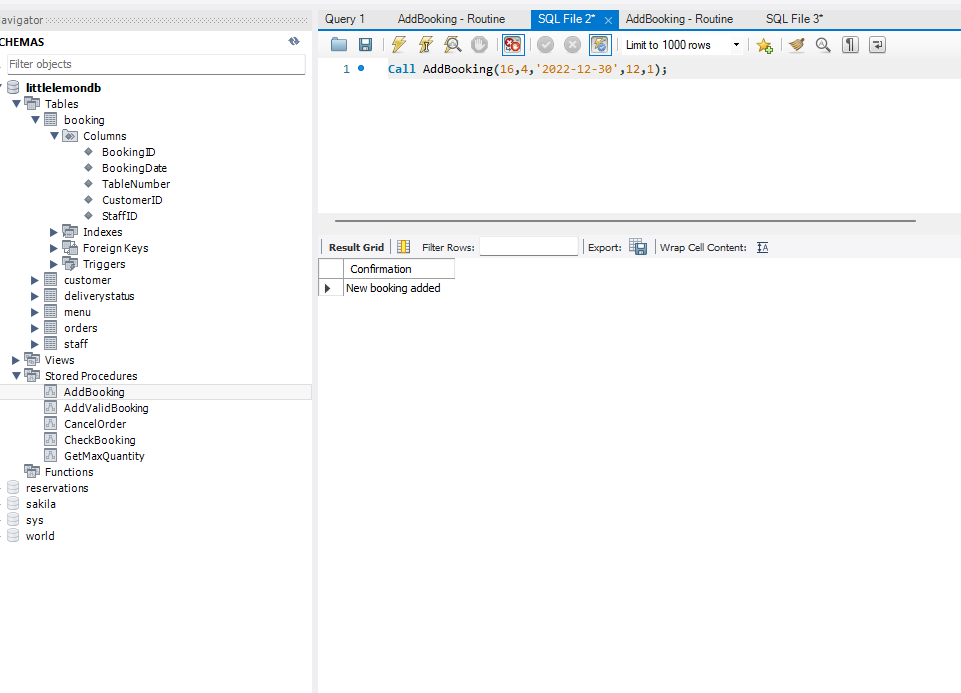 avigator
CHEMAS
Filter objects
littlelemondb
Tables
booking
Columns
BookingID
BookingDate
TableNumber
CustomerID
StaffID
Indexes
Foreign Keys
Triggers
customer
deliverystatus
menu
orders
staff
Views
Stored Procedures
AddBooking
AddValidBooking
CancelOrder
CheckBooking
GetMaxQuantity
Functions
reservations
sakila
sys
world
Query 1 AddBooking - Routine SQL File 2* × AddBooking - Routine SQL File 3*
Limit to 1000 rows
1 Call AddBooking(16,4,'2022-12-30',12,1);
Result Grid Filter Rows: Export: Wrap Cell Content: IA
Confirmation
New booking added